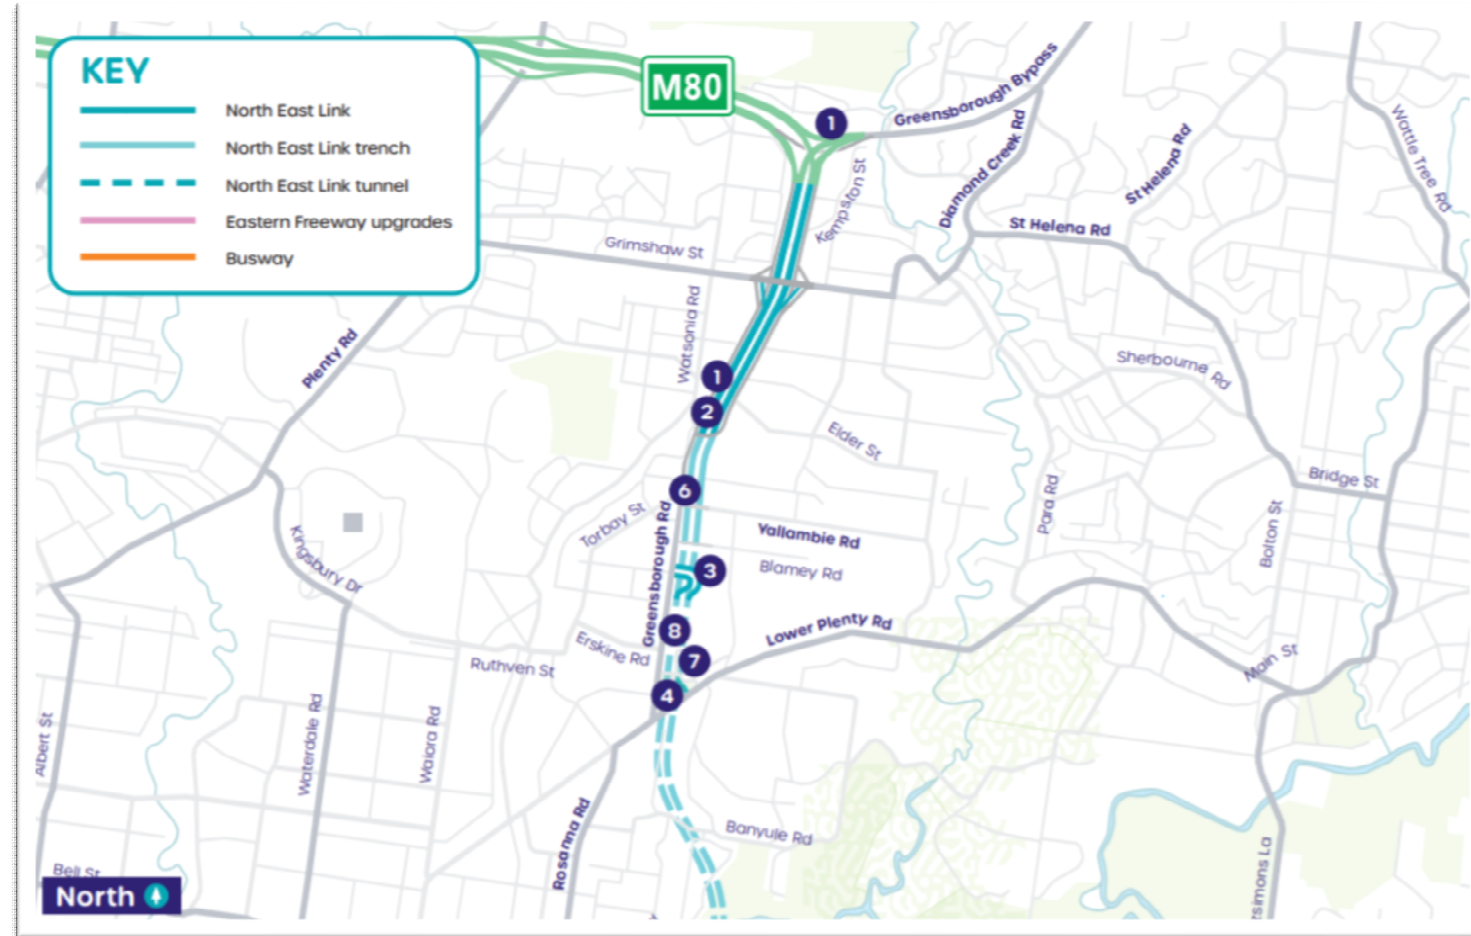 KEY
North East Link
North East Link trench
North East Link tunnel
Eastern Freeway upgrades
Busway
M80
1
Greensborough Bypass
Diamond Creek Rd
Kempston St
St Helena Rd
St Helena Rd
Wattle Tree Rd
Grimshaw St
Watsonia Rd
Plenty Rd
1
2
Sherbourne Rd
Elder St
6
Bridge St
Para Rd
Bolton St
Torbay St
Greensborough Rd
Yallambie Rd
Blamey Rd
3
Kingsbury Dr
8
Lower Plenty Rd
Erskine Rd
7
Ruthven St
4
Main St
Albert St
Waterdale Rd
Waiora Rd
Rosanna Rd
Banyule Rd
Bell St
North
simons La